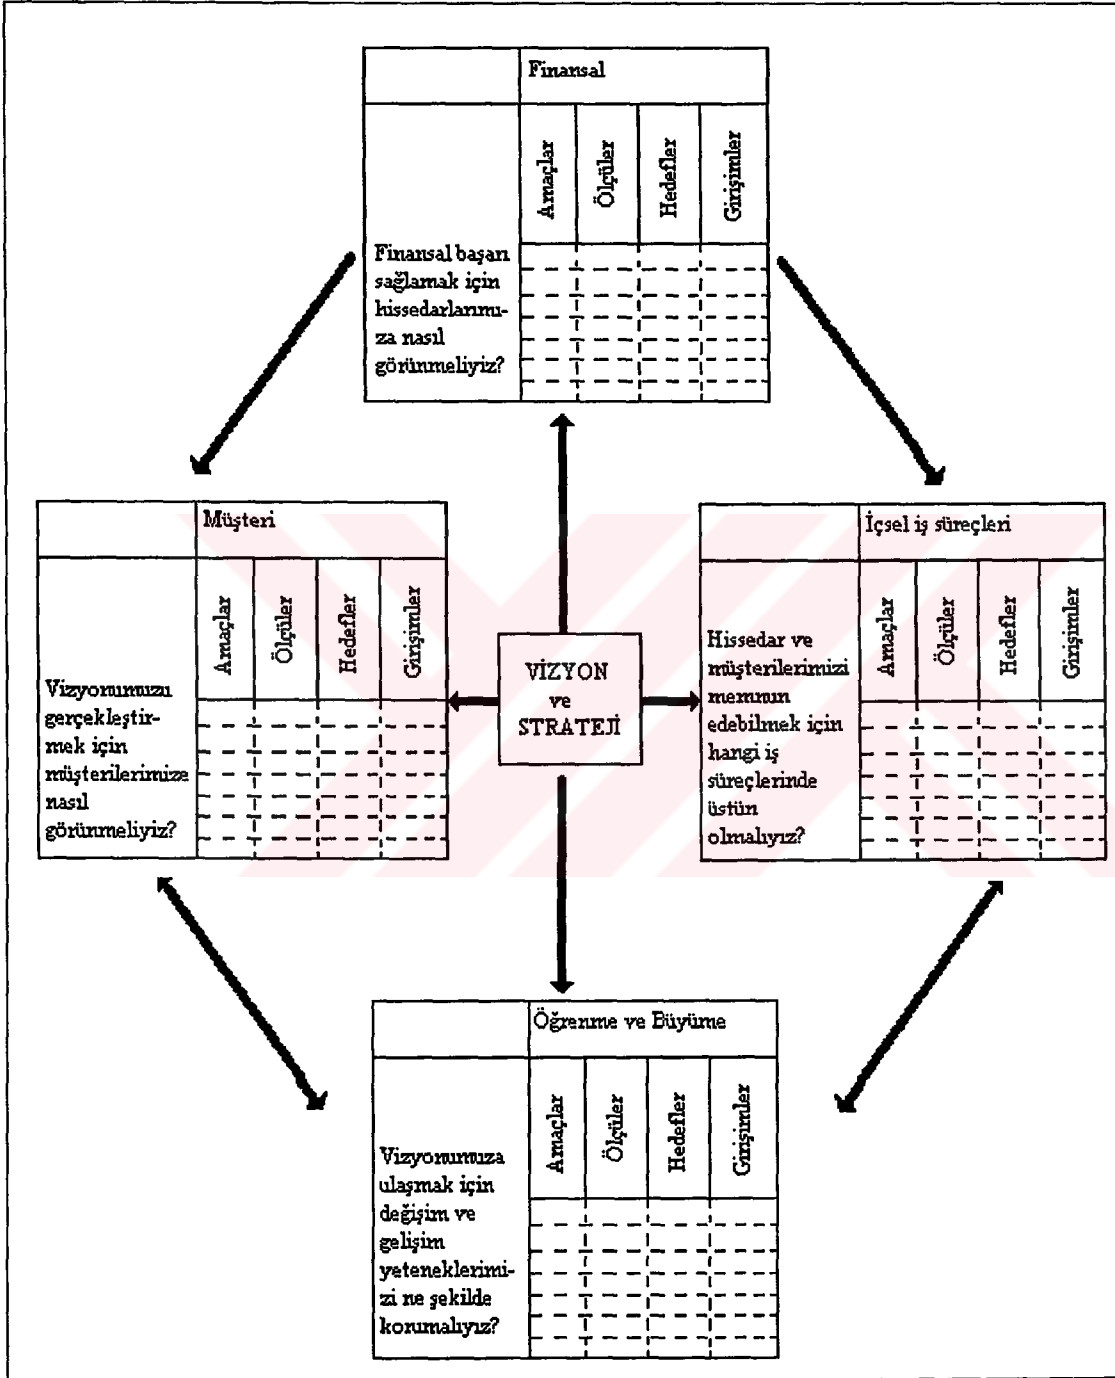 Finansal
Amaçlar
Ölçüler
Hedefler
Girişimler
Finansal başarı
sağlamak için
hissedarlarımı-
za nasıl
görünmeliyiz?
Müşteri
Amaçlar
Ölçüler
Hedefler
Girişimler
Vizyonumuzu
gerçekleştir-
mek için
müşterilerimize
nasıl
görünmeliyiz?
VİZYON
ve
STRATEJİ
İçsel iş süreçleri
Amaçlar
Ölçüler
Hedefler
Girişimler
Hissedar ve
müşterilerimizi
memnun
edebilmek için
hangi iş
süreçlerinde
üstün
olmalıyız?
Öğrenme ve Büyüme
Amaçlar
Ölçüler
Hedefler
Girişimler
Vizyonumuza
ulaşmak için
değişim ve
gelişim
yeteneklerimi-
zi ne şekilde
korumalıyız?